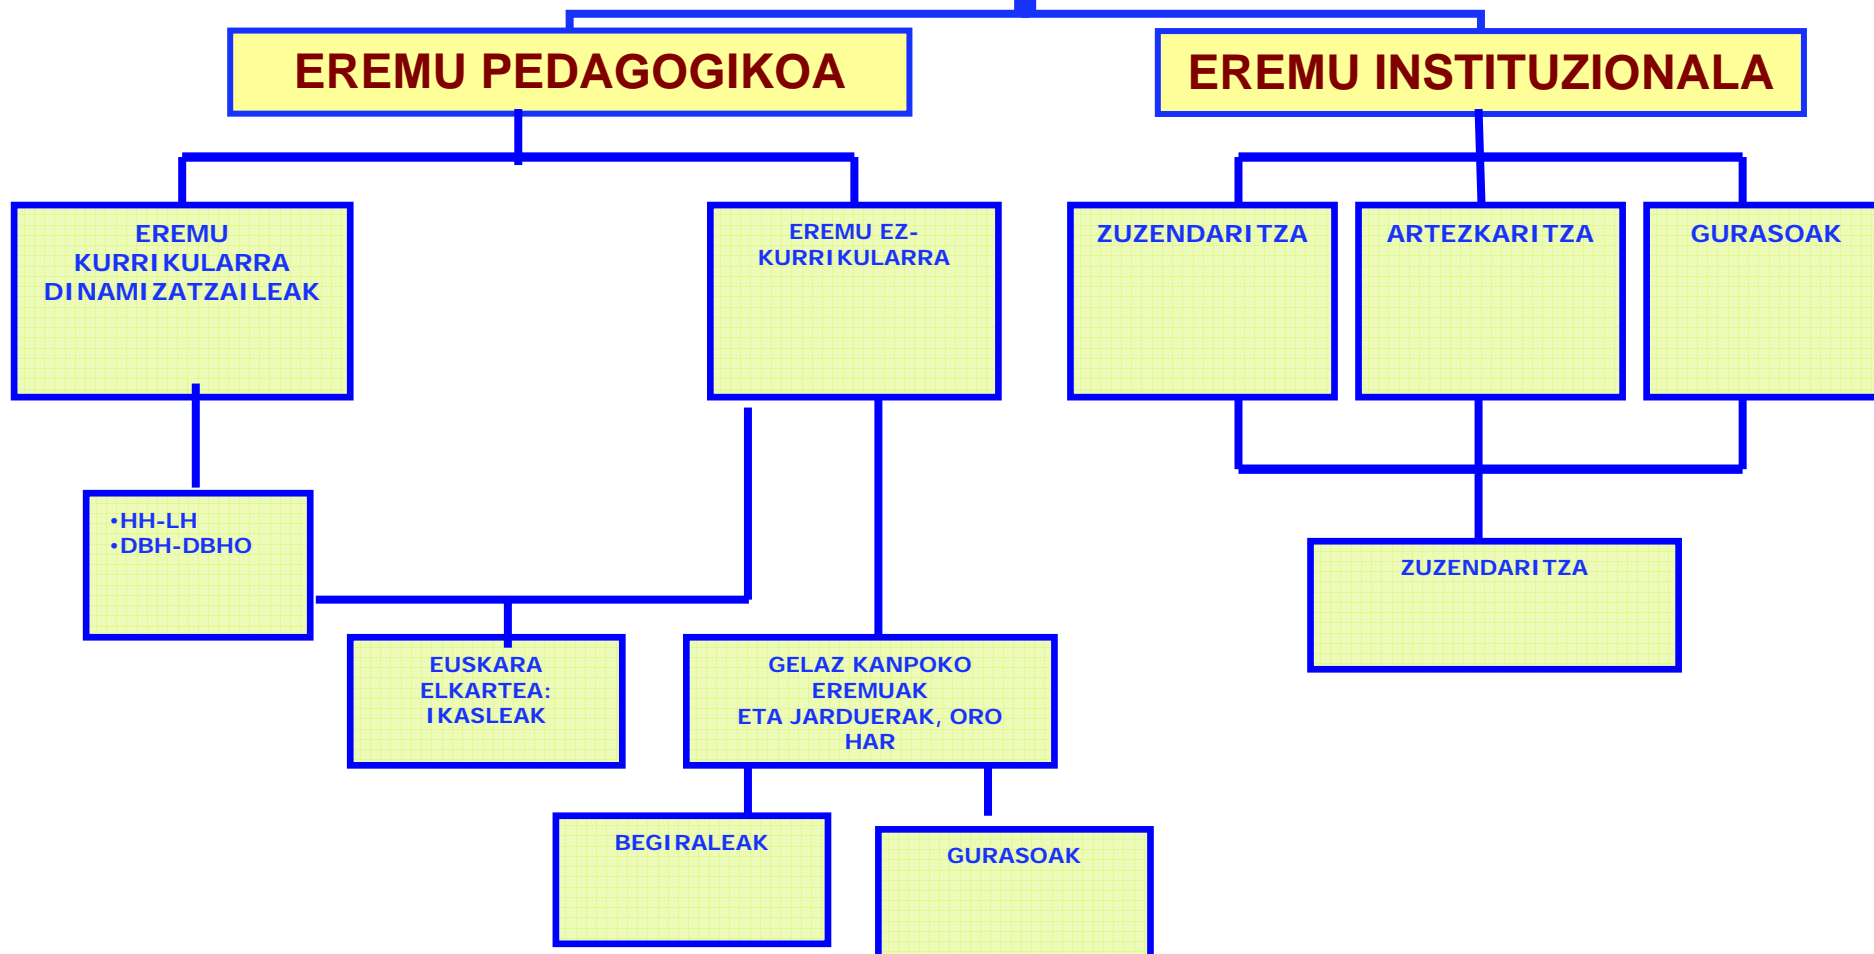 EREMU PEDAGOGIKOA
EREMU INSTITUZIONALA
EREMU
KURRIKULARRA
DINAMIZATZAILEAK
EREMU EZ-
KURRIKULARRA
ZUZENDARITZA
ARTEZKARITZA
GURASOAK
•HH-LH
•DBH-DBHO
ZUZENDARITZA
EUSKARA
ELKARTEA:
IKASLEAK
GELAZ KANPOKO
EREMUAK
ETA JARDUERAK, ORO
HAR
BEGIRALEAK
GURASOAK